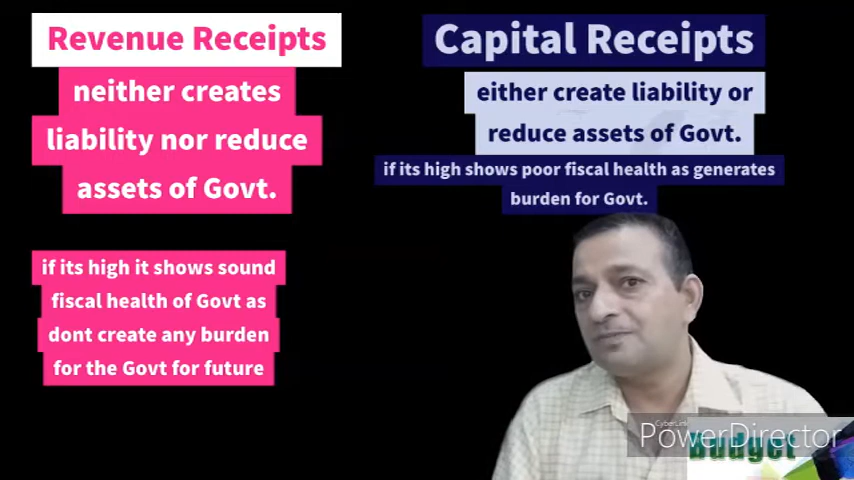 Revenue Receipts
neither creates
liability nor reduce
assets of Govt.
if its high it shows sound
fiscal health of Govt as
dont create any burden
for the Govt for future
Capital Receipts
either create liability or
reduce assets of Govt.
if its high shows poor fiscal health as generates
burden for Govt.
CyberLink
PowerDirector
Budget